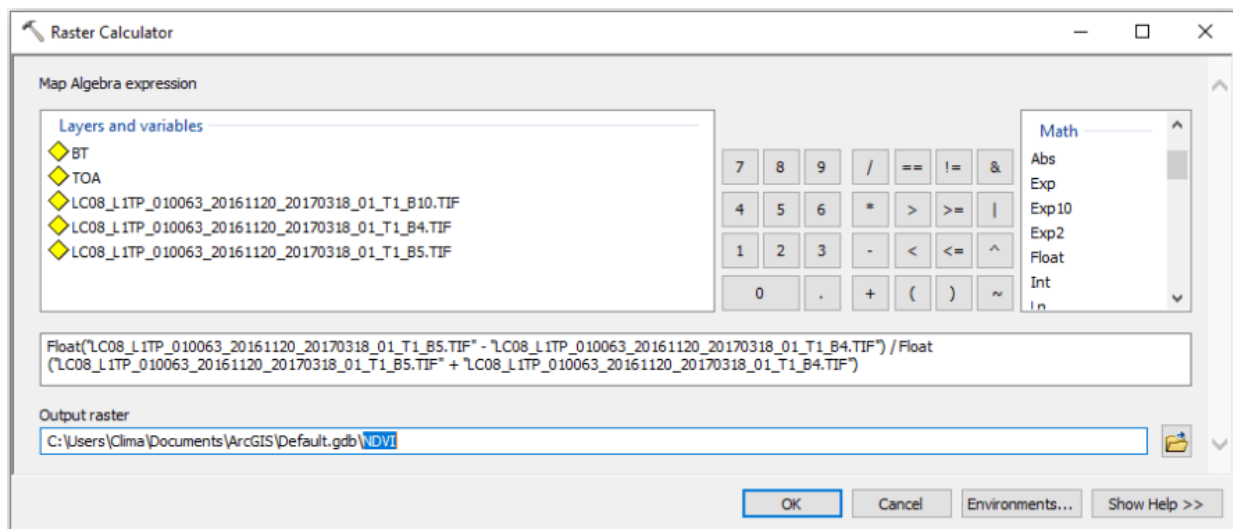 Raster Calculator
Map Algebra expression
Layers and variables
BT
TOA
LC08_L1TP_010063_20161120_20170318_01_T1_B10.TIF
LC08_L1TP_010063_20161120_20170318_01_T1_B4.TIF
LC08_L1TP_010063_20161120_20170318_01_T1_B5.TIF
7 8 9 / == != &
4 5 6 * > >= |
1 2 3 - < <= ^
0 . + ( ) ~
Math
Abs
Exp
Exp10
Exp2
Float
Int
Ln
Float("LC08_L1TP_010063_20161120_20170318_01_T1_B5.TIF" - "LC08_L1TP_010063_20161120_20170318_01_T1_B4.TIF") / Float
("LC08_L1TP_010063_20161120_20170318_01_T1_B5.TIF" + "LC08_L1TP_010063_20161120_20170318_01_T1_B4.TIF")
Output raster
C:\Users\Clima\Documents\ArcGIS\Default.gdb\NDVI
OK Cancel Environments... Show Help >>